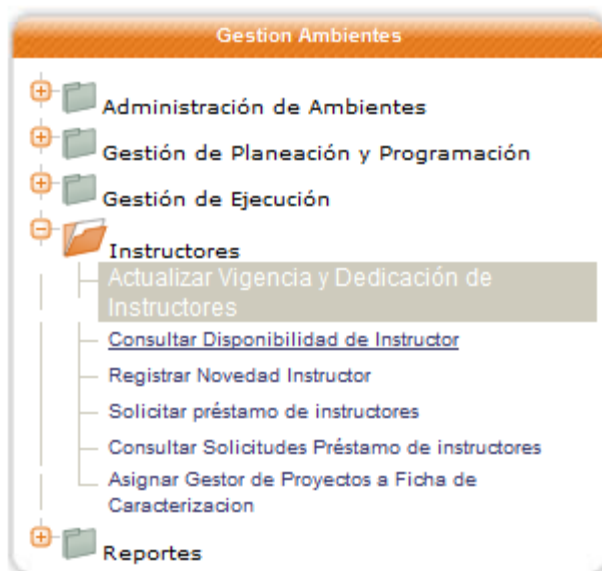 Gestion Ambientes
Administración de Ambientes
Gestión de Planeación y Programación
Gestión de Ejecución
Instructores
Actualizar Vigencia y Dedicación de
Instructores
Consultar Disponibilidad de Instructor
Registrar Novedad Instructor
Solicitar préstamo de instructores
Consultar Solicitudes Préstamo de instructores
Asignar Gestor de Proyectos a Ficha de
Caracterizacion
Reportes